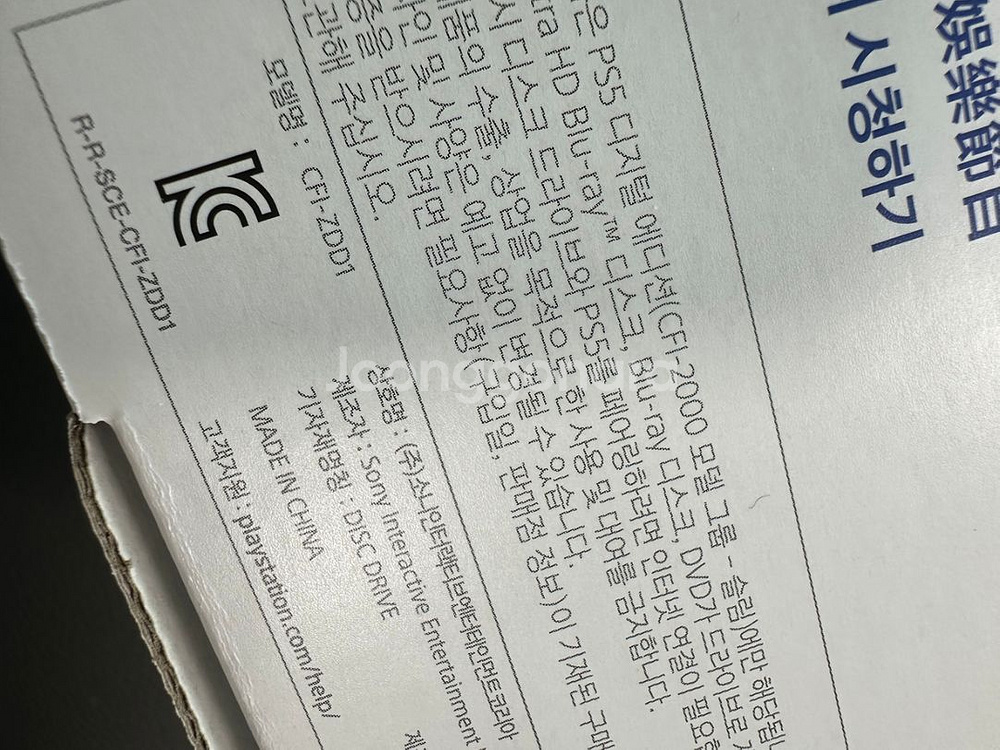 娛樂節目
시청하기
은 PS5 디지털 에디션(CFI-2000 모델 그룹 - 슬림)에만 해당됩니
ra HD Blu-ray™ 디스크, Blu-ray 디스크, DVD가 드라이브로
시 디스크 드라이브와 PS5를 페어링하려면 인터넷 연결이 필요
제품의 수출, 상업을 목적으로 한 사용 및 대여를 금지합니다.
자인 및 사양은 예고 없이 변경될 수 있습니다.
증을 받으시려면 필요사항(구입일, 판매점 정보)이 기재된 구매
관해 주십시오.
모델명 : CFI-ZDD1
R-R-SCE-CFI-ZDD1
상호명 : (주)소니인터랙티브엔터테인먼트코리아
제조자 : Sony Interactive Entertainment
기자재명칭 : DISC DRIVE
MADE IN CHINA
고객지원 : playstation.com/help/
Joonggonara